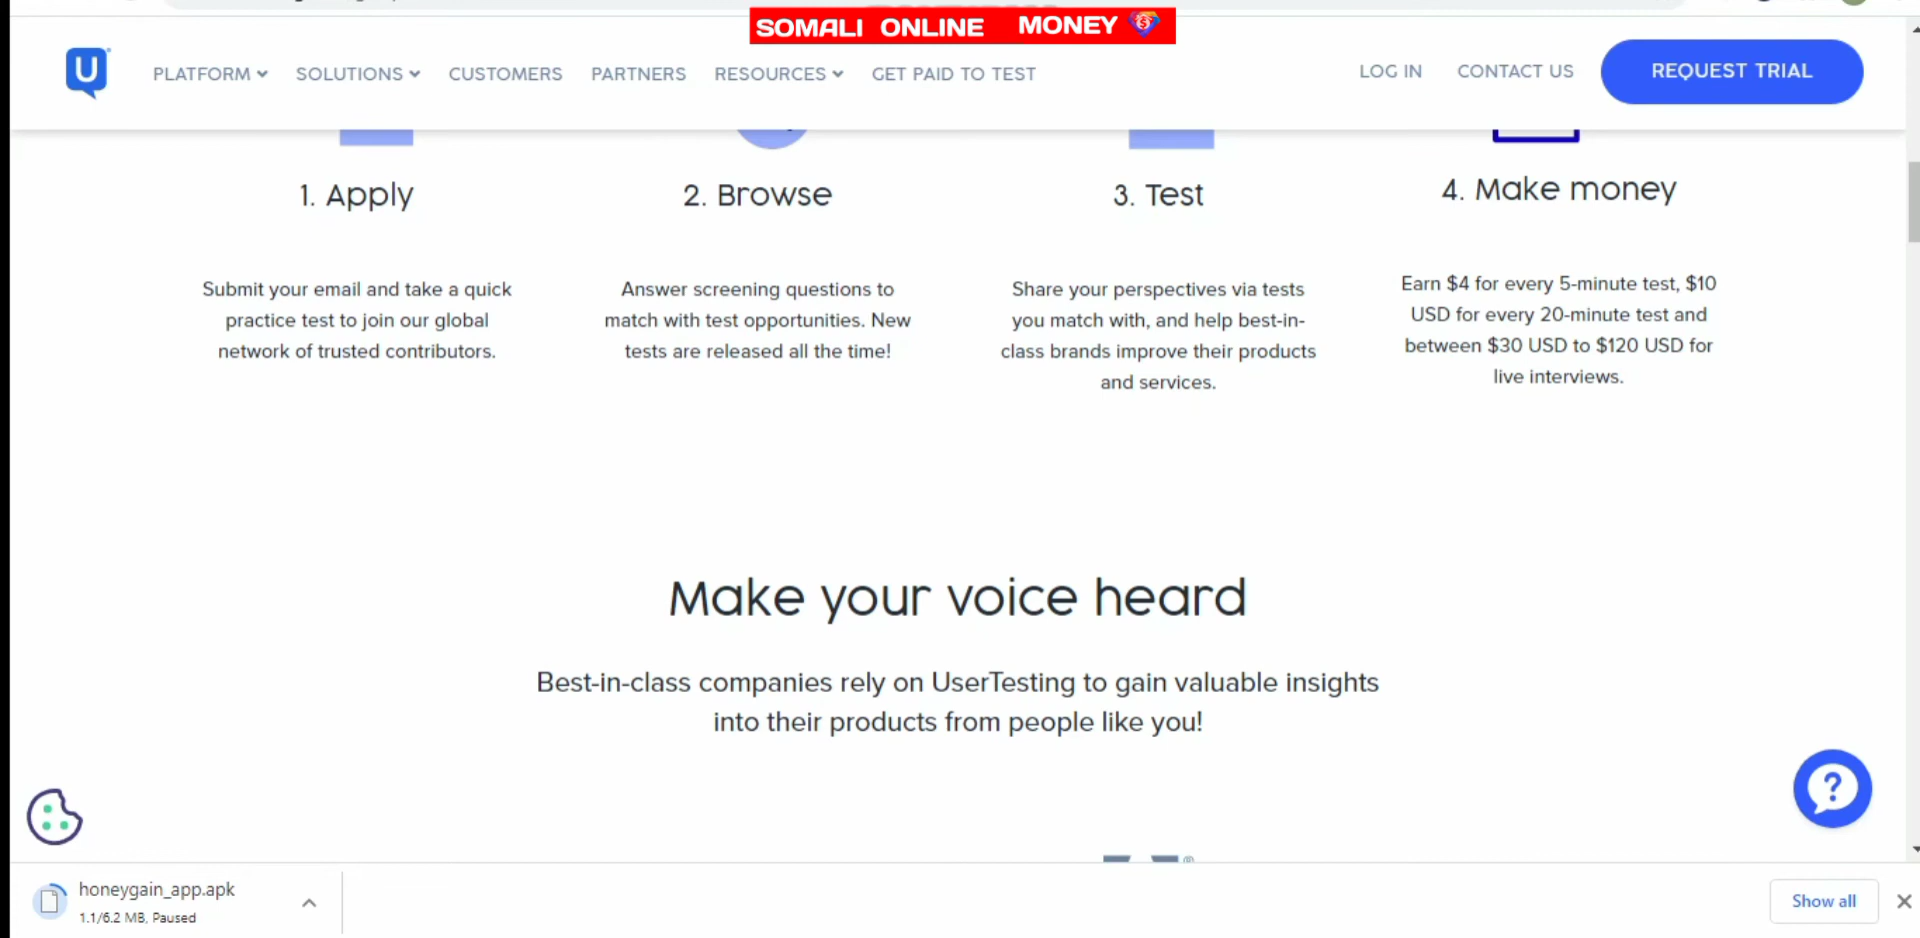 SOMALI ONLINE MONEY
U
PLATFORM SOLUTIONS CUSTOMERS PARTNERS RESOURCES GET PAID TO TEST LOG IN CONTACT US REQUEST TRIAL
1. Apply
Submit your email and take a quick
practice test to join our global
network of trusted contributors.
2. Browse
Answer screening questions to
match with test opportunities. New
tests are released all the time!
3. Test
Share your perspectives via tests
you match with, and help best-in-
class brands improve their products
and services.
4. Make money
Earn $4 for every 5-minute test, $10
USD for every 20-minute test and
between $30 USD to $120 USD for
live interviews.
Make your voice heard
Best-in-class companies rely on UserTesting to gain valuable insights
into their products from people like you!
?
honeygain_app.apk
1.1/6.2 MB, Paused
Show all